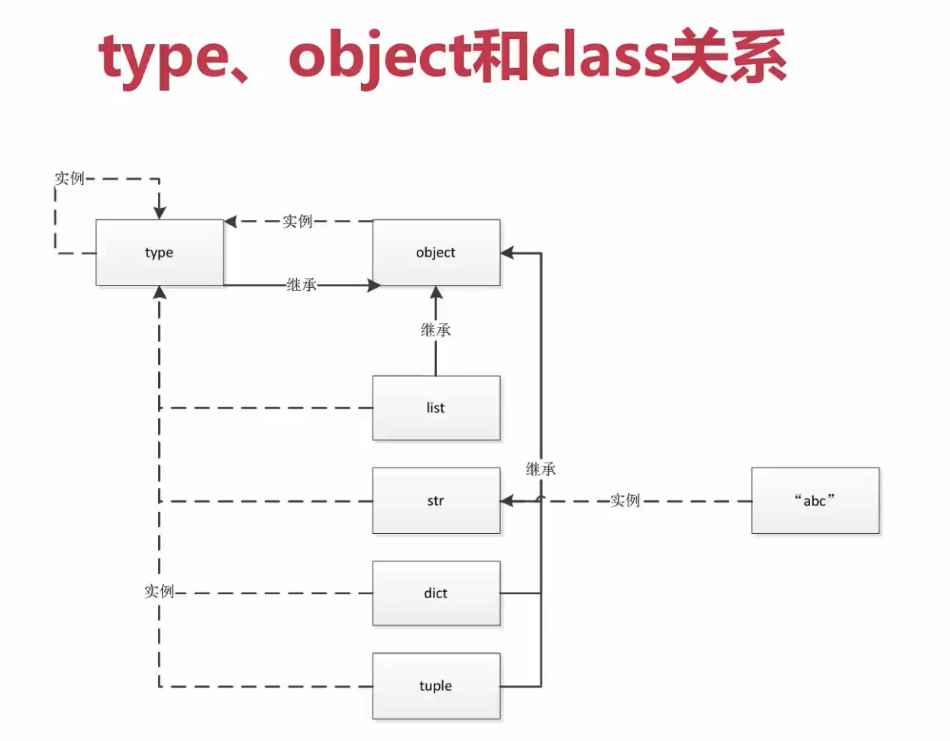 type、object和class关系
实例
实例
type
object
继承
继承
list
继承
str
实例
“abc”
实例
dict
tuple